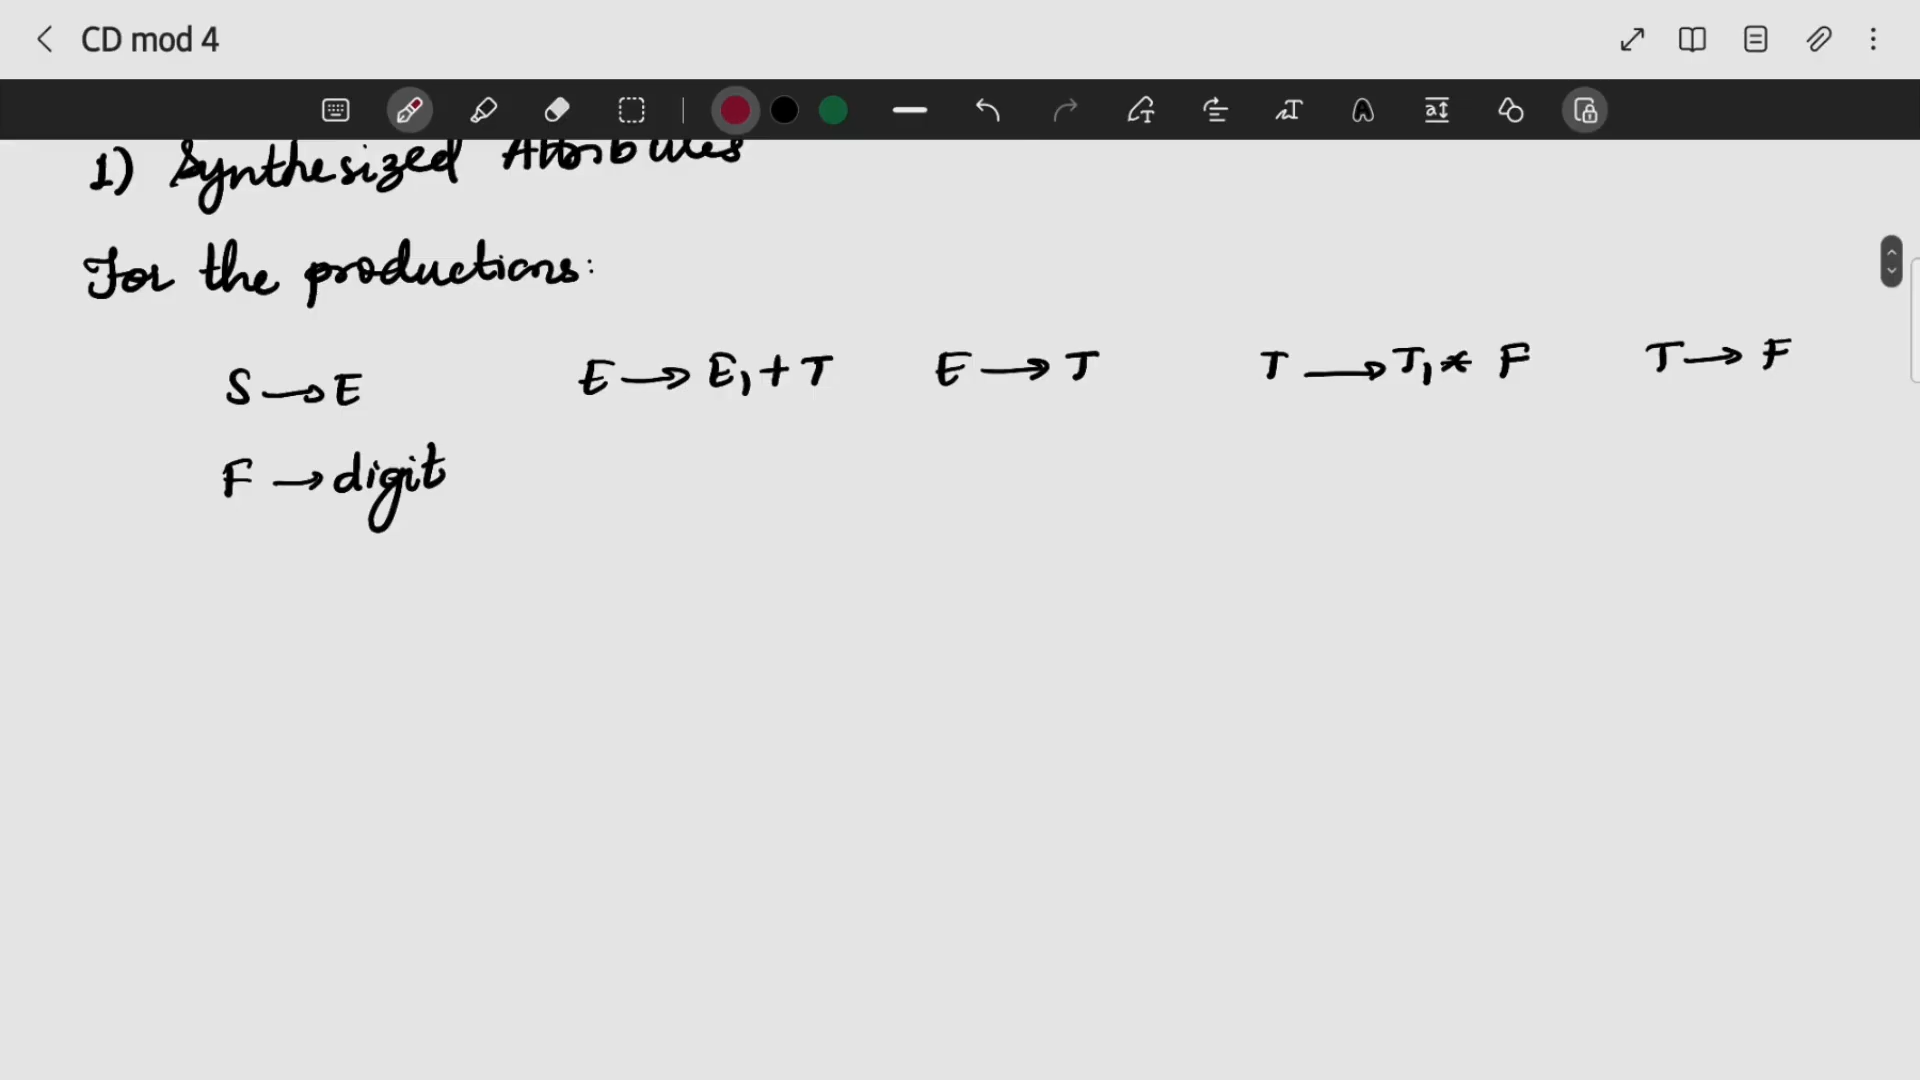 CD mod 4
1) Synthesized Attributes
For the productions:
S → E E → E₁ + T E → T T → T₁ * F T → F
F → digit